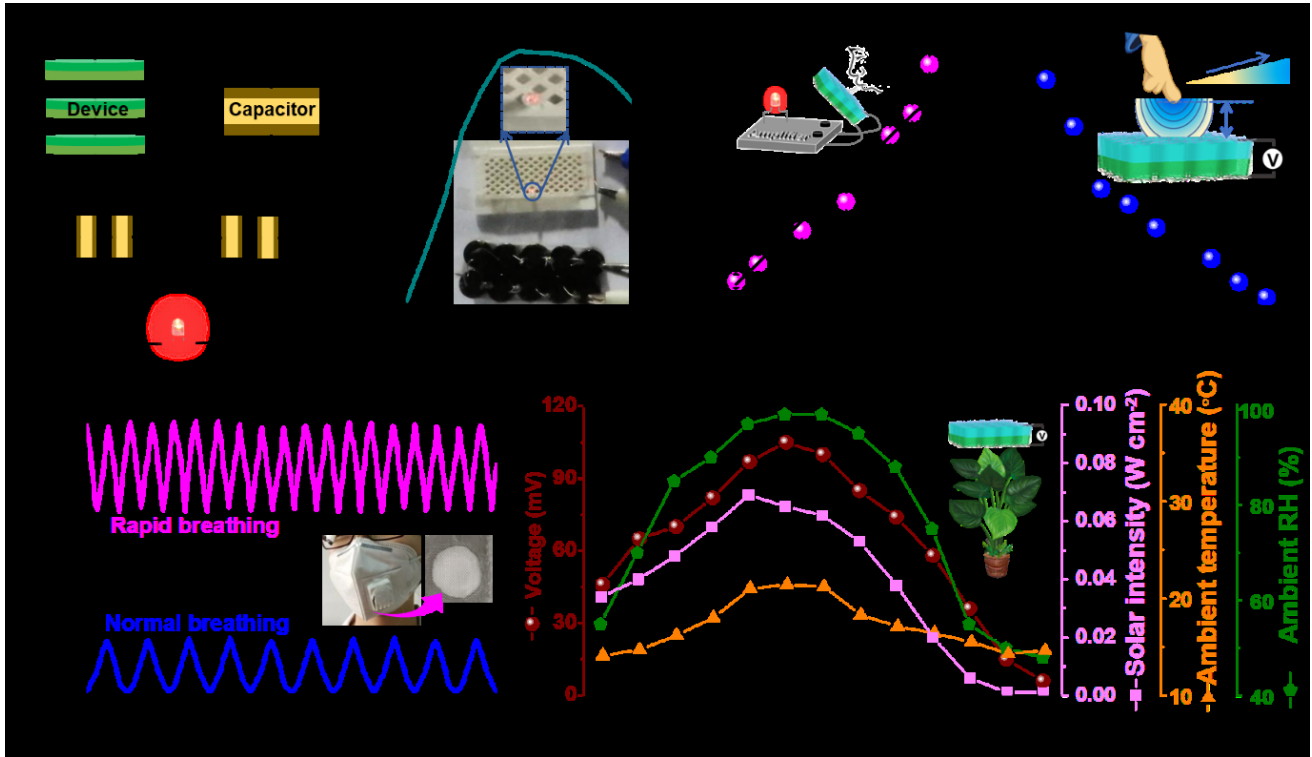 Device
Capacitor
V
Rapid breathing
Normal breathing
120
90
60
30
0
Voltage (mV)
V
0.10
0.08
0.06
0.04
0.02
0.00
Solar intensity (W cm-2)
40
30
20
10
Ambient temperature (°C)
100
80
60
40
Ambient RH (%)